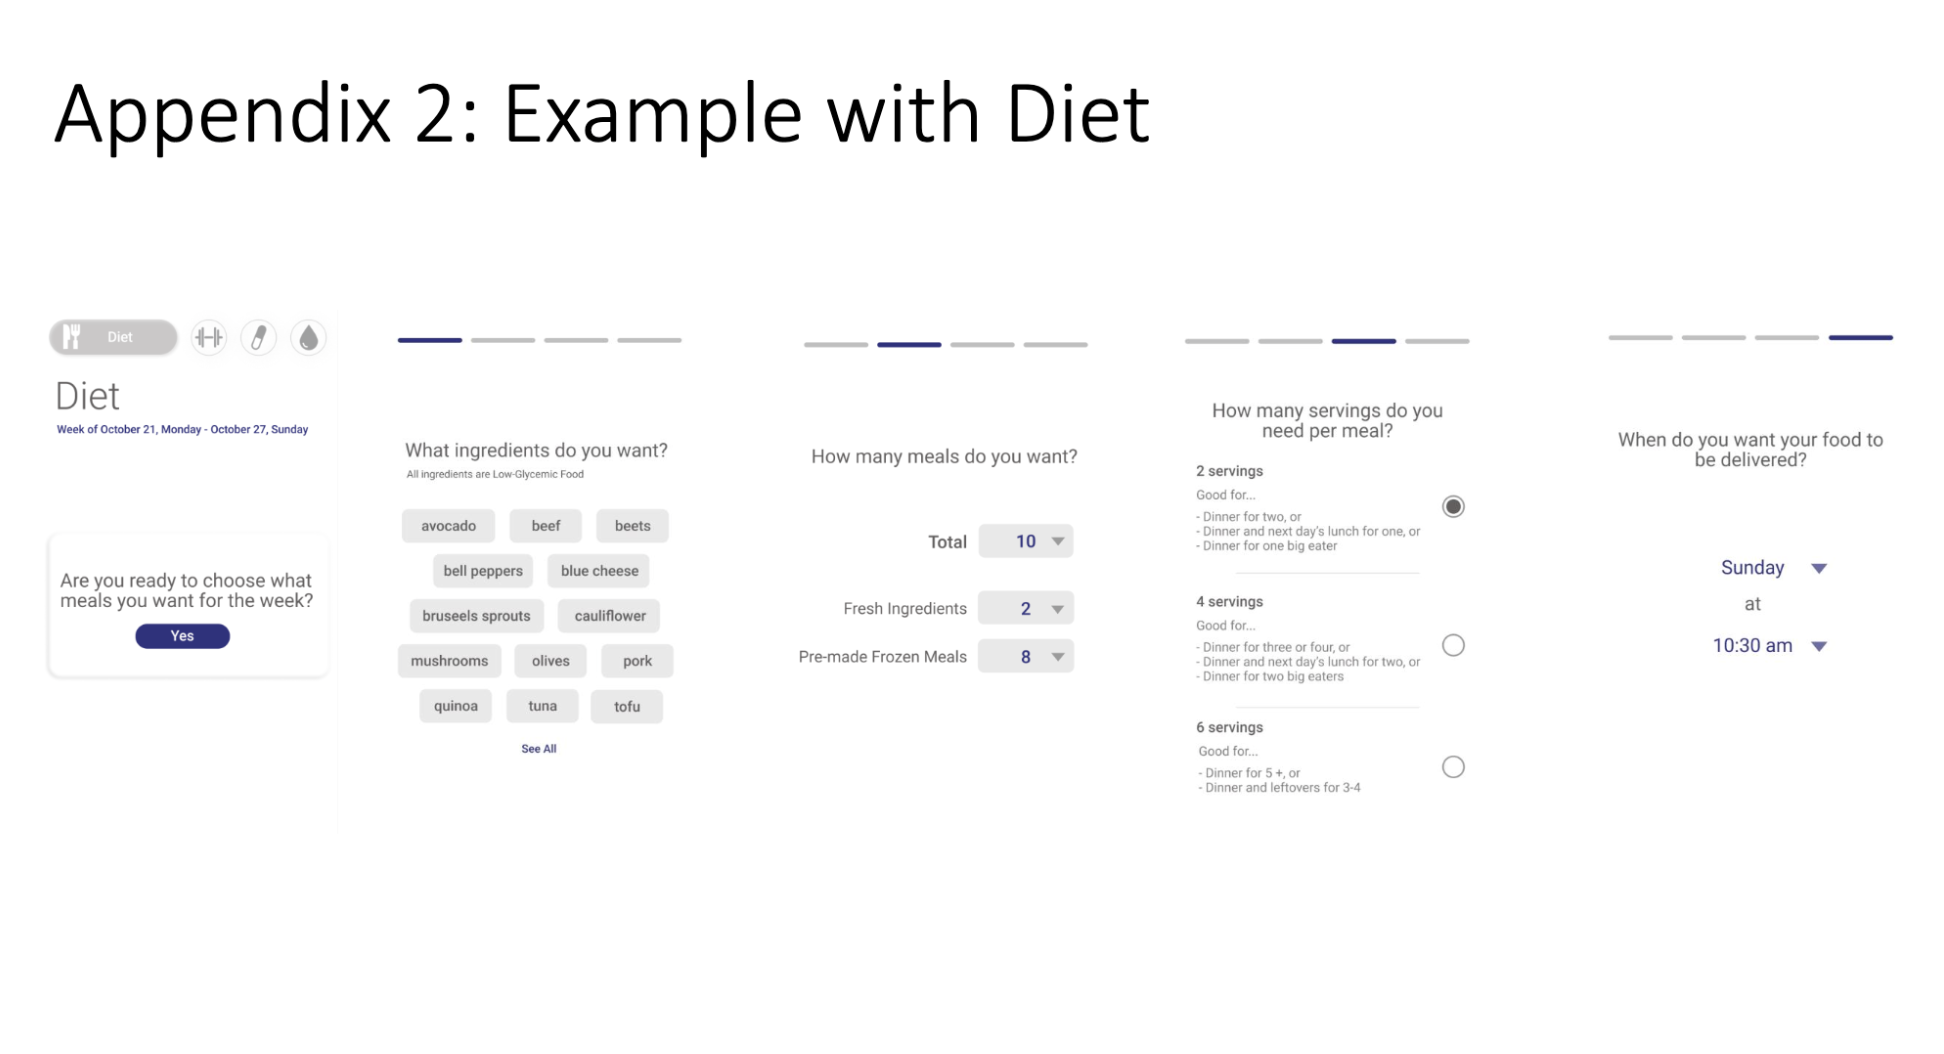 Appendix 2: Example with Diet
Diet
Diet
Week of October 21, Monday - October 27, Sunday
Are you ready to choose what
meals you want for the week?
Yes
What ingredients do you want?
All ingredients are Low-Glycemic Food
avocado beef beets
bell peppers blue cheese
bruseels sprouts cauliflower
mushrooms olives pork
quinoa tuna tofu
See All
How many meals do you want?
Total 10
Fresh Ingredients 2
Pre-made Frozen Meals 8
How many servings do you
need per meal?
2 servings
Good for...
- Dinner for two, or
- Dinner and next day's lunch for one, or
- Dinner for one big eater
4 servings
Good for...
- Dinner for three or four, or
- Dinner and next day's lunch for two, or
- Dinner for two big eaters
6 servings
Good for...
- Dinner for 5 +, or
- Dinner and leftovers for 3-4
When do you want your food to
be delivered?
Sunday
at
10:30 am